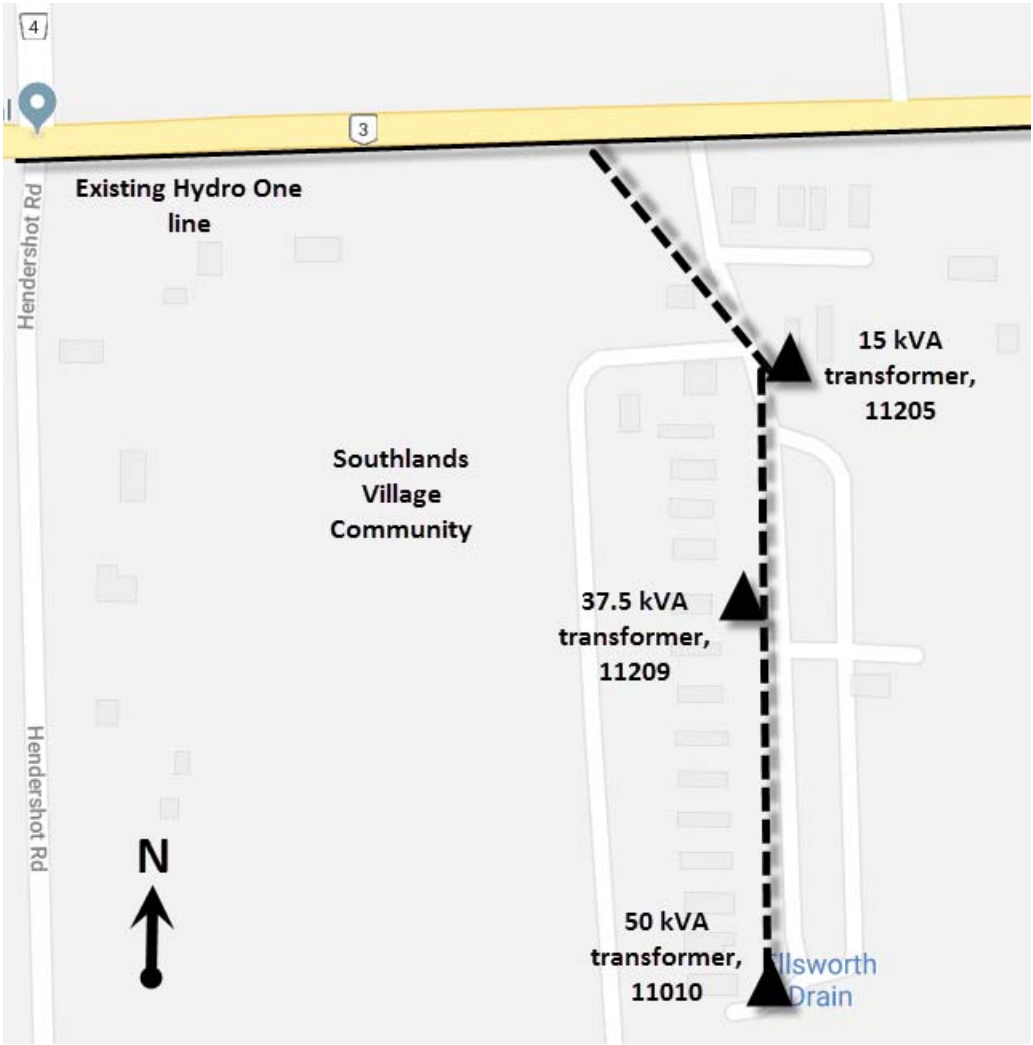 4
l
3
Existing Hydro One
line
Hendershot Rd
15 kVA
transformer,
11205
Southlands
Village
Community
37.5 kVA
transformer,
11209
Hendershot Rd
N
50 kVA
transformer,
11010
llsworth
Drain